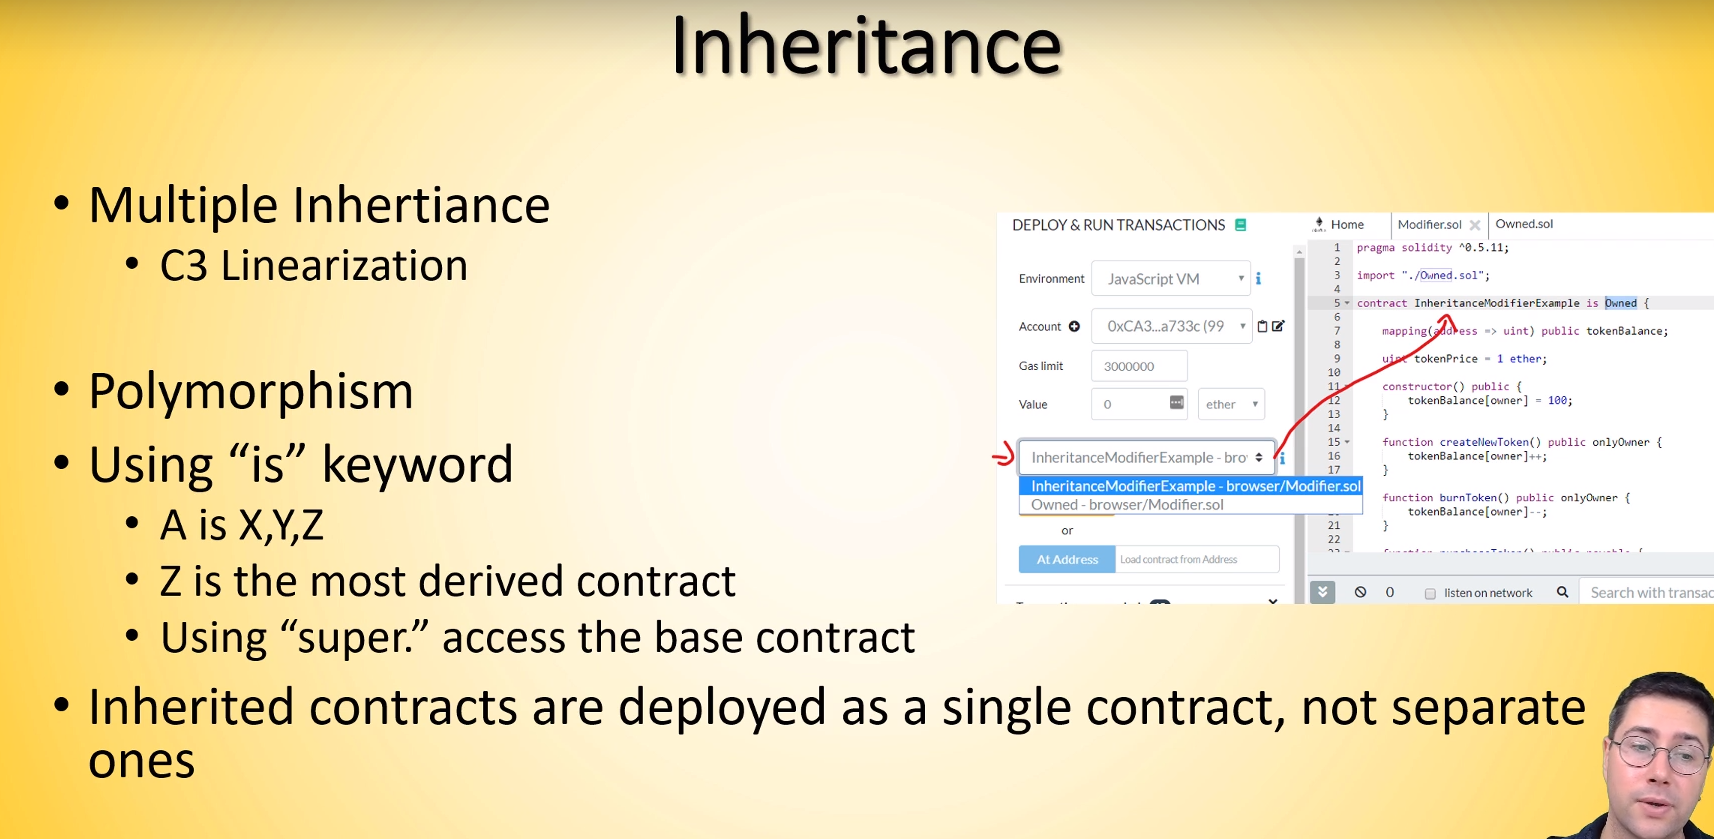 Inheritance
• Multiple Inhertiance
• C3 Linearization
• Polymorphism
• Using “is” keyword
• A is X,Y,Z
• Z is the most derived contract
• Using “super.” access the base contract
• Inherited contracts are deployed as a single contract, not separate
ones
DEPLOY & RUN TRANSACTIONS
Environment JavaScript VM
Account 0xCA3...a733c (99
Gas limit 3000000
Value 0 ether
InheritanceModifierExample - bro
InheritanceModifierExample - browser/Modifier.sol
Owned - browser/Modifier.sol
or
At Address Load contract from Address
Home Modifier.sol Owned.sol
1 pragma solidity ^0.5.11;
2
3 import "./Owned.sol";
4
5 contract InheritanceModifierExample is Owned {
6
7 mapping(address => uint) public tokenBalance;
8
9 uint tokenPrice = 1 ether;
10
11 constructor() public {
12 tokenBalance[owner] = 100;
13 }
14
15 function createNewToken() public onlyOwner {
16 tokenBalance[owner]++;
17 }
function burnToken() public onlyOwner {
tokenBalance[owner]--;
21 }
22
0 listen on network Search with transac